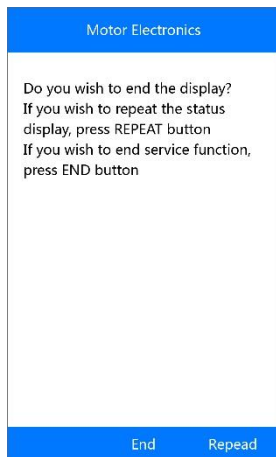 Motor Electronics
Do you wish to end the display?
If you wish to repeat the status
display, press REPEAT button
If you wish to end service function,
press END button
End Repead